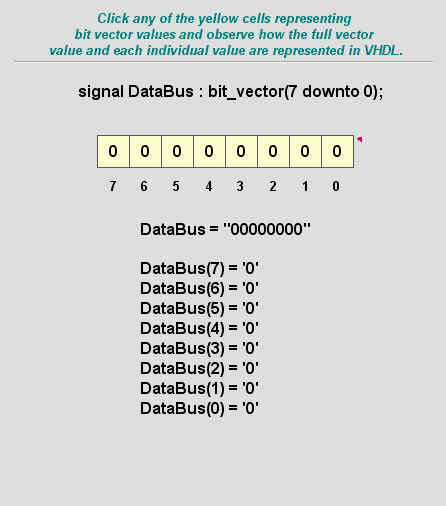 Click any of the yellow cells representing
bit vector values and observe how the full vector
value and each individual value are represented in VHDL.
signal DataBus : bit_vector(7 downto 0);
0 0 0 0 0 0 0 0
7 6 5 4 3 2 1 0
DataBus = "00000000"
DataBus(7) = '0'
DataBus(6) = '0'
DataBus(5) = '0'
DataBus(4) = '0'
DataBus(3) = '0'
DataBus(2) = '0'
DataBus(1) = '0'
DataBus(0) = '0'